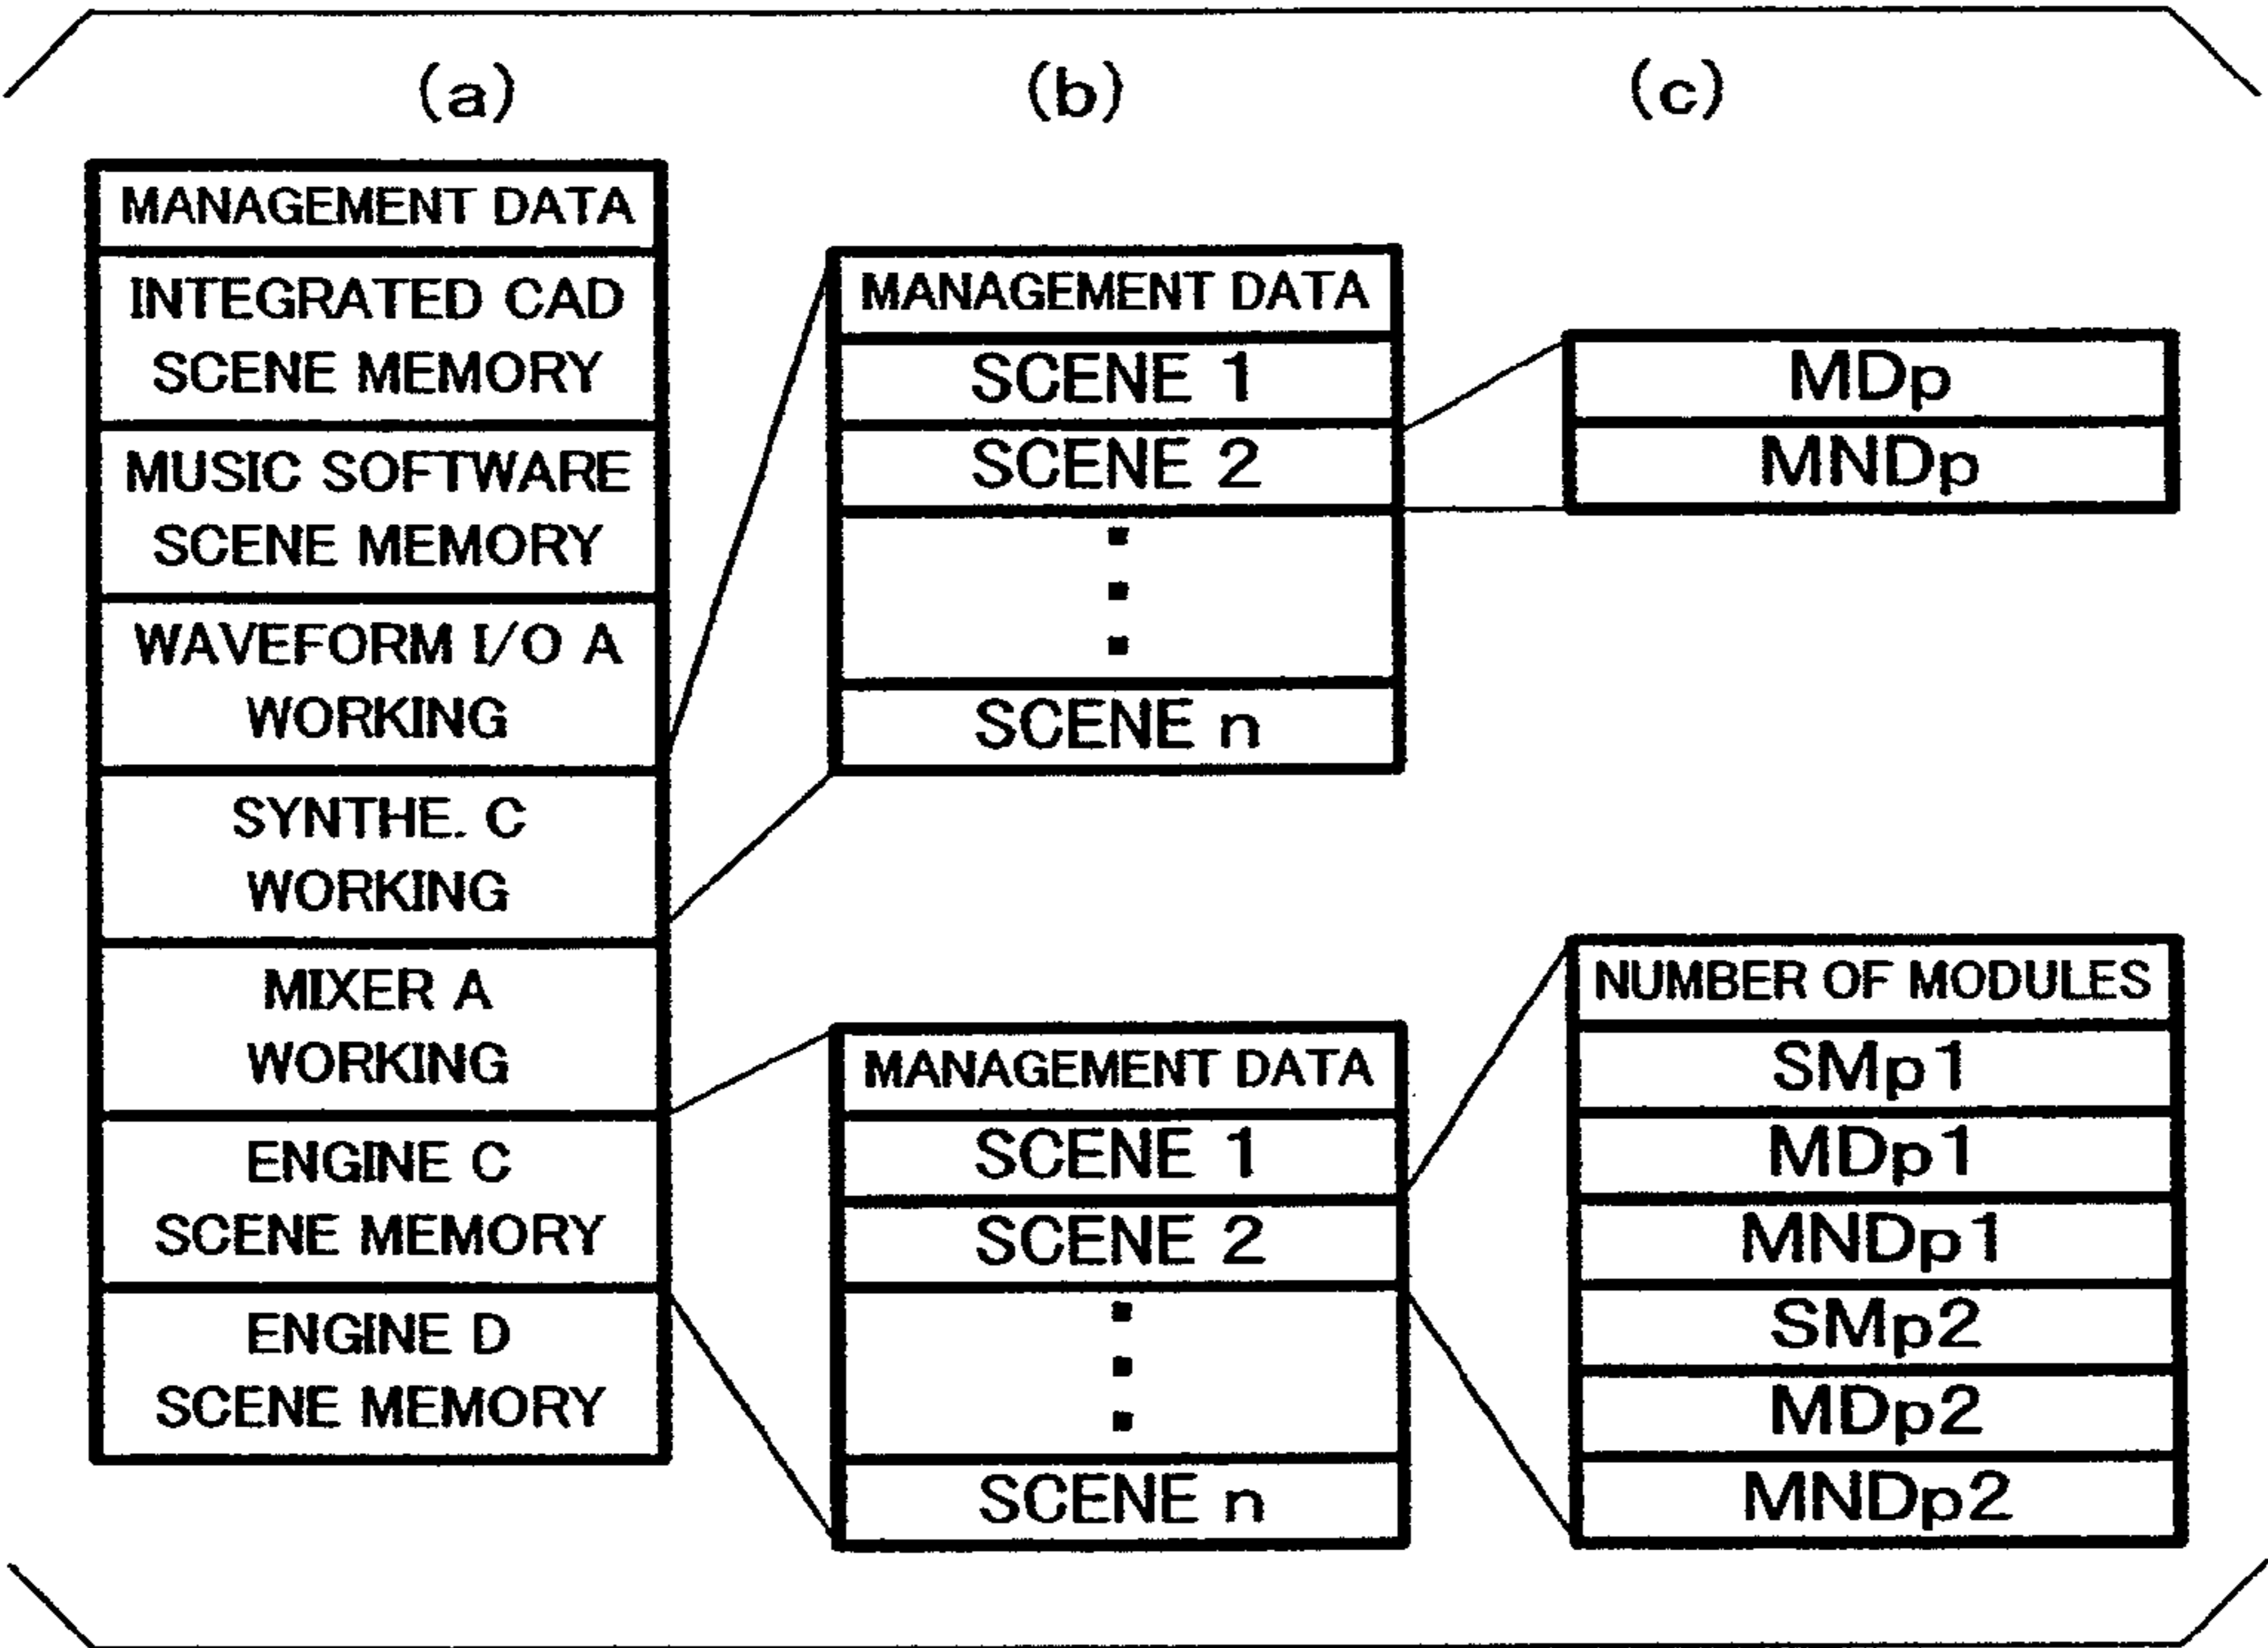 (a)
(b)
(c)
MANAGEMENT DATA
INTEGRATED CAD
SCENE MEMORY
MUSIC SOFTWARE
SCENE MEMORY
WAVEFORM I/O A
WORKING
SYNTHE. C
WORKING
MIXER A
WORKING
ENGINE C
SCENE MEMORY
ENGINE D
SCENE MEMORY
MANAGEMENT DATA
SCENE 1
SCENE 2
SCENE n
MANAGEMENT DATA
SCENE 1
SCENE 2
SCENE n
MDp
MNDp
NUMBER OF MODULES
SMp1
MDp1
MNDp1
SMp2
MDp2
MNDp2